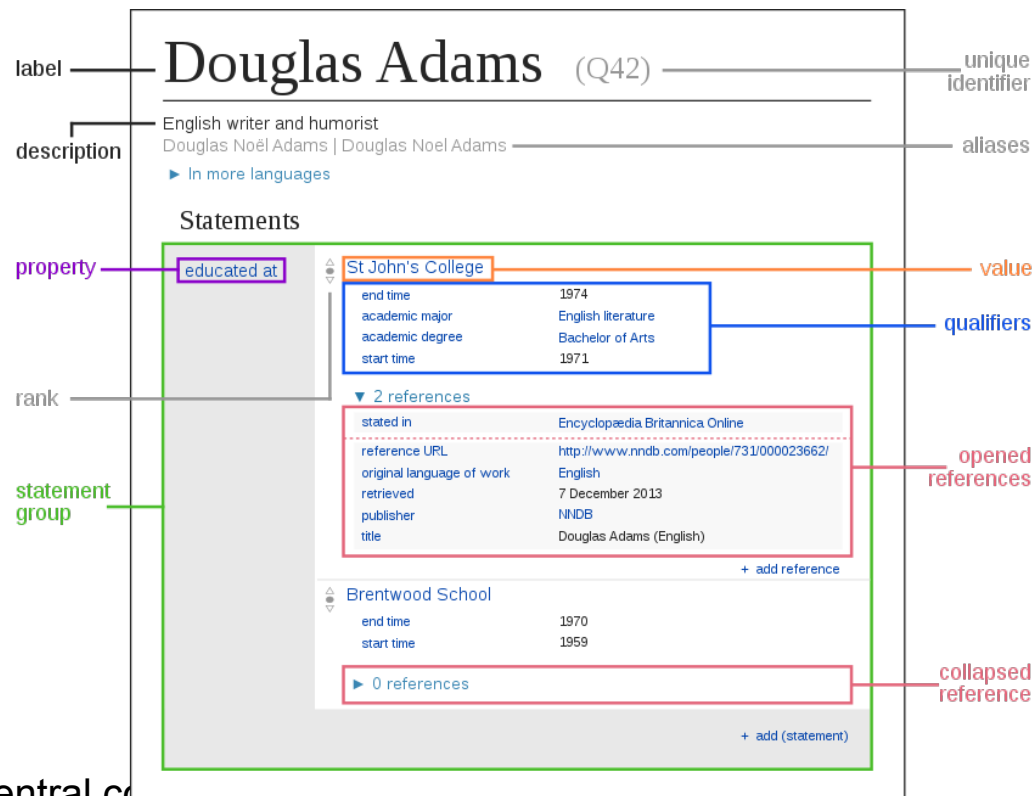 label
Douglas Adams (Q42)
unique
identifier
description
English writer and humorist
Douglas Noël Adams | Douglas Noel Adams
aliases
► In more languages
Statements
property
educated at
St John's College
value
end time 1974
academic major English literature
academic degree Bachelor of Arts
start time 1971
qualifiers
rank
▼ 2 references
stated in Encyclopædia Britannica Online
reference URL http://www.nndb.com/people/731/000023662/
original language of work English
retrieved 7 December 2013
publisher NNDB
title Douglas Adams (English)
opened
references
statement
group
+ add reference
Brentwood School
end time 1970
start time 1959
► 0 references
collapsed
reference
+ add (statement)